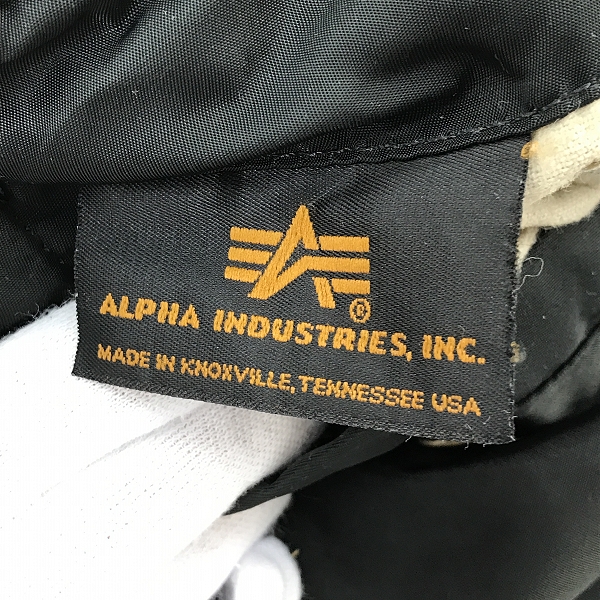 ®
ALPHA INDUSTRIES, INC.
MADE IN KNOXVILLE, TENNESSEE USA